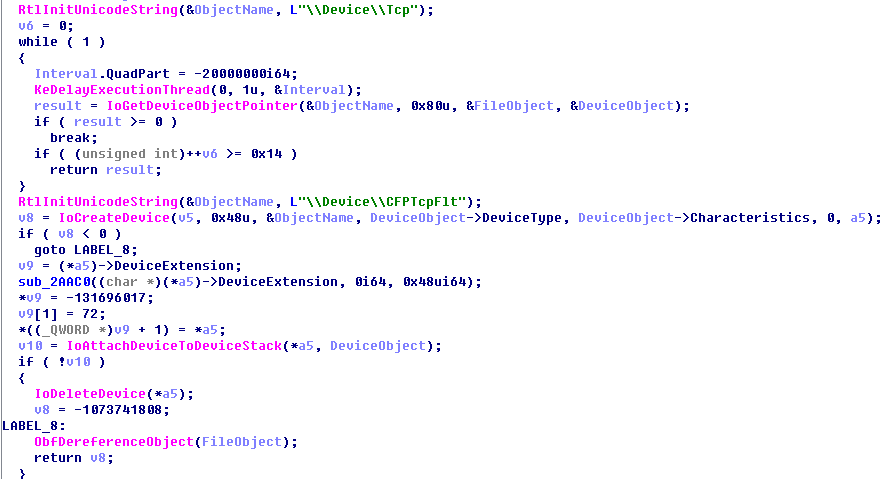 RtlInitUnicodeString(&ObjectName, L"\\Device\\Tcp");
v6 = 0;
while ( 1 )
{
Interval.QuadPart = -20000000i64;
KeDelayExecutionThread(0, 1u, &Interval);
result = IoGetDeviceObjectPointer(&ObjectName, 0x80u, &FileObject, &DeviceObject);
if ( result >= 0 )
break;
if ( (unsigned int)++v6 >= 0x14 )
return result;
}
RtlInitUnicodeString(&ObjectName, L"\\Device\\CFPTcpFlt");
v8 = IoCreateDevice(v5, 0x48u, &ObjectName, DeviceObject->DeviceType, DeviceObject->Characteristics, 0, a5);
if ( v8 < 0 )
goto LABEL_8;
v9 = (*a5)->DeviceExtension;
sub_2AAC0((char *)(*a5)->DeviceExtension, 0i64, 0x48ui64);
*v9 = -131696017;
v9[1] = 72;
*((_QWORD *)v9 + 1) = *a5;
v10 = IoAttachDeviceToDeviceStack(*a5, DeviceObject);
if ( !v10 )
{
IoDeleteDevice(*a5);
v8 = -1073741808;
LABEL_8:
ObfDereferenceObject(FileObject);
return v8;
}